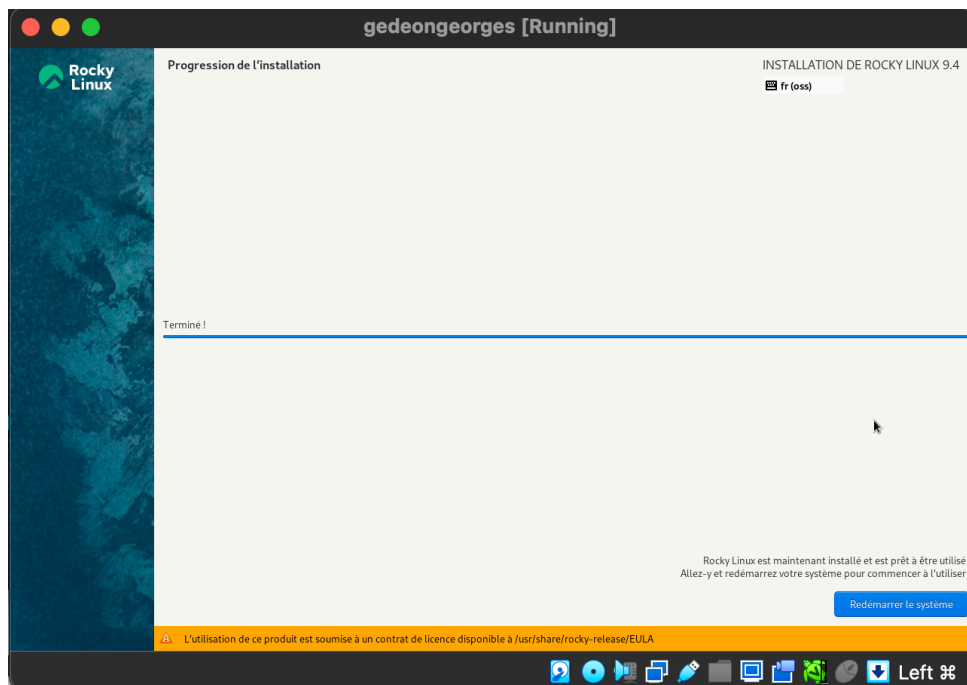 gedeongeorges [Running]
Rocky
Linux
Progression de l'installation
INSTALLATION DE ROCKY LINUX 9.4
fr (oss)
Terminé !
Rocky Linux est maintenant installé et est prêt à être utilisé
Allez-y et redémarrez votre système pour commencer à l'utiliser
Redémarrer le système
L'utilisation de ce produit est soumise à un contrat de licence disponible à /usr/share/rocky-release/EULA
Left ⌘